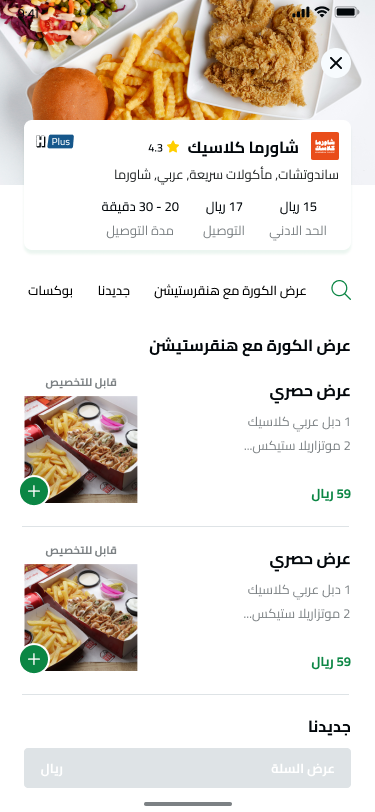 شاورما كلاسيك
شاورما كلاسيك ⭐ 4.3
H Plus
ساندوتشات, مأكولات سريعة, عربي, شاورما
15 ريال 17 ريال 20 - 30 دقيقة
الحد الادني التوصيل مدة التوصيل
عرض الكورة مع هنقرستيشن جديدنا بوكسات
عرض الكورة مع هنقرستيشن
عرض حصري
1 دبل عربي كلاسيك
2 موتزاريلا ستيكس...
59 ريال
قابل للتخصيص
عرض حصري
1 دبل عربي كلاسيك
2 موتزاريلا ستيكس...
59 ريال
قابل للتخصيص
جديدنا
عرض السلة ريال